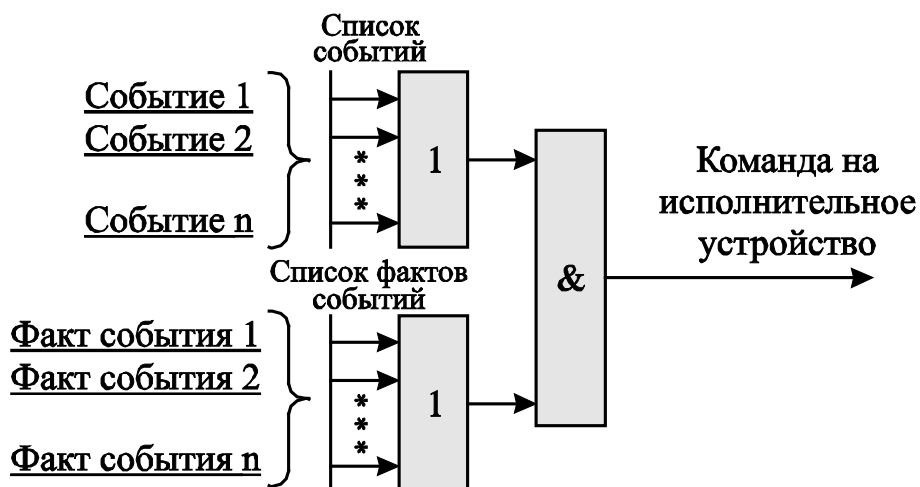 Список
событий
Событие 1
Событие 2
* * *
Событие n
1
Команда на
исполнительное
устройство
&
Список фактов
событий
Факт события 1
Факт события 2
* * *
Факт события n
1